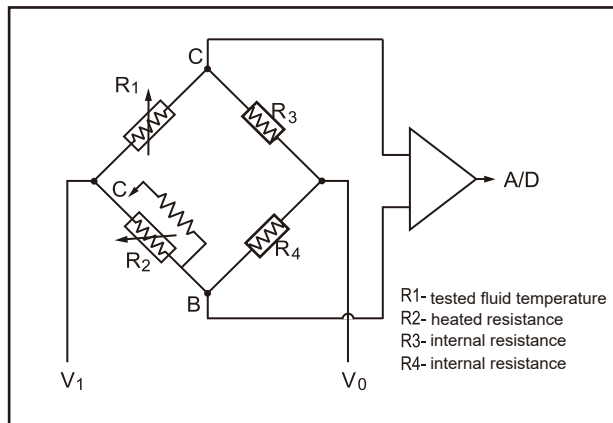 C
R1
R3
A/D
C
R2
R4
B
R1- tested fluid temperature
R2- heated resistance
R3- internal resistance
R4- internal resistance
V1
V0